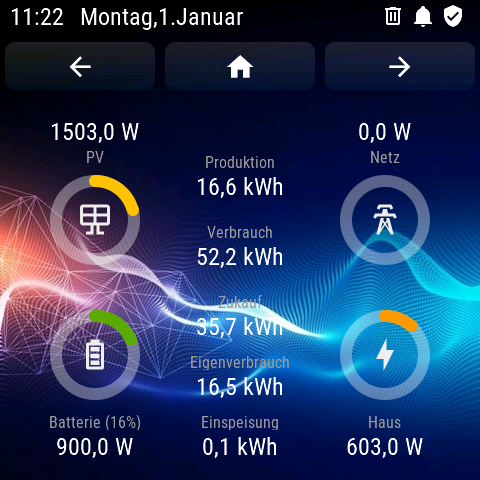 11:22 Montag,1.Januar
1503,0 W
PV
0,0 W
Netz
Produktion
16,6 kWh
Verbrauch
52,2 kWh
Zukauf
35,7 kWh
Eigenverbrauch
16,5 kWh
Batterie (16%)
900,0 W
Einspeisung
0,1 kWh
Haus
603,0 W